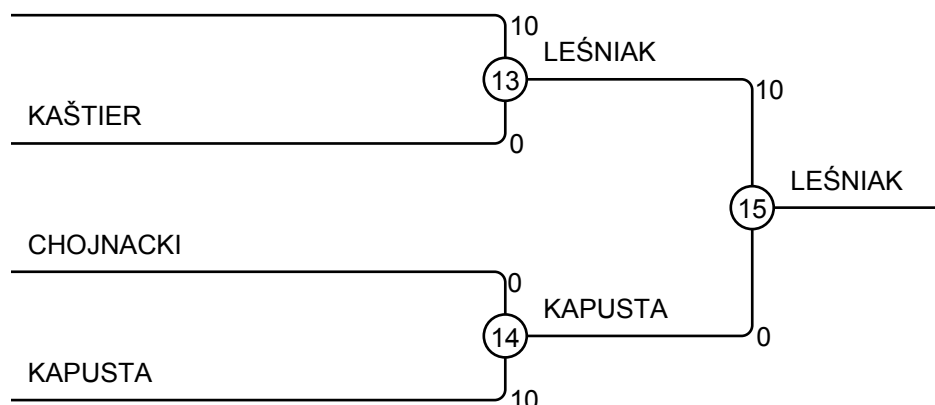 10
LEŚNIAK
13
10
KAŠTIER
0
LEŚNIAK
15
CHOJNACKI
0
KAPUSTA
14
0
KAPUSTA
10